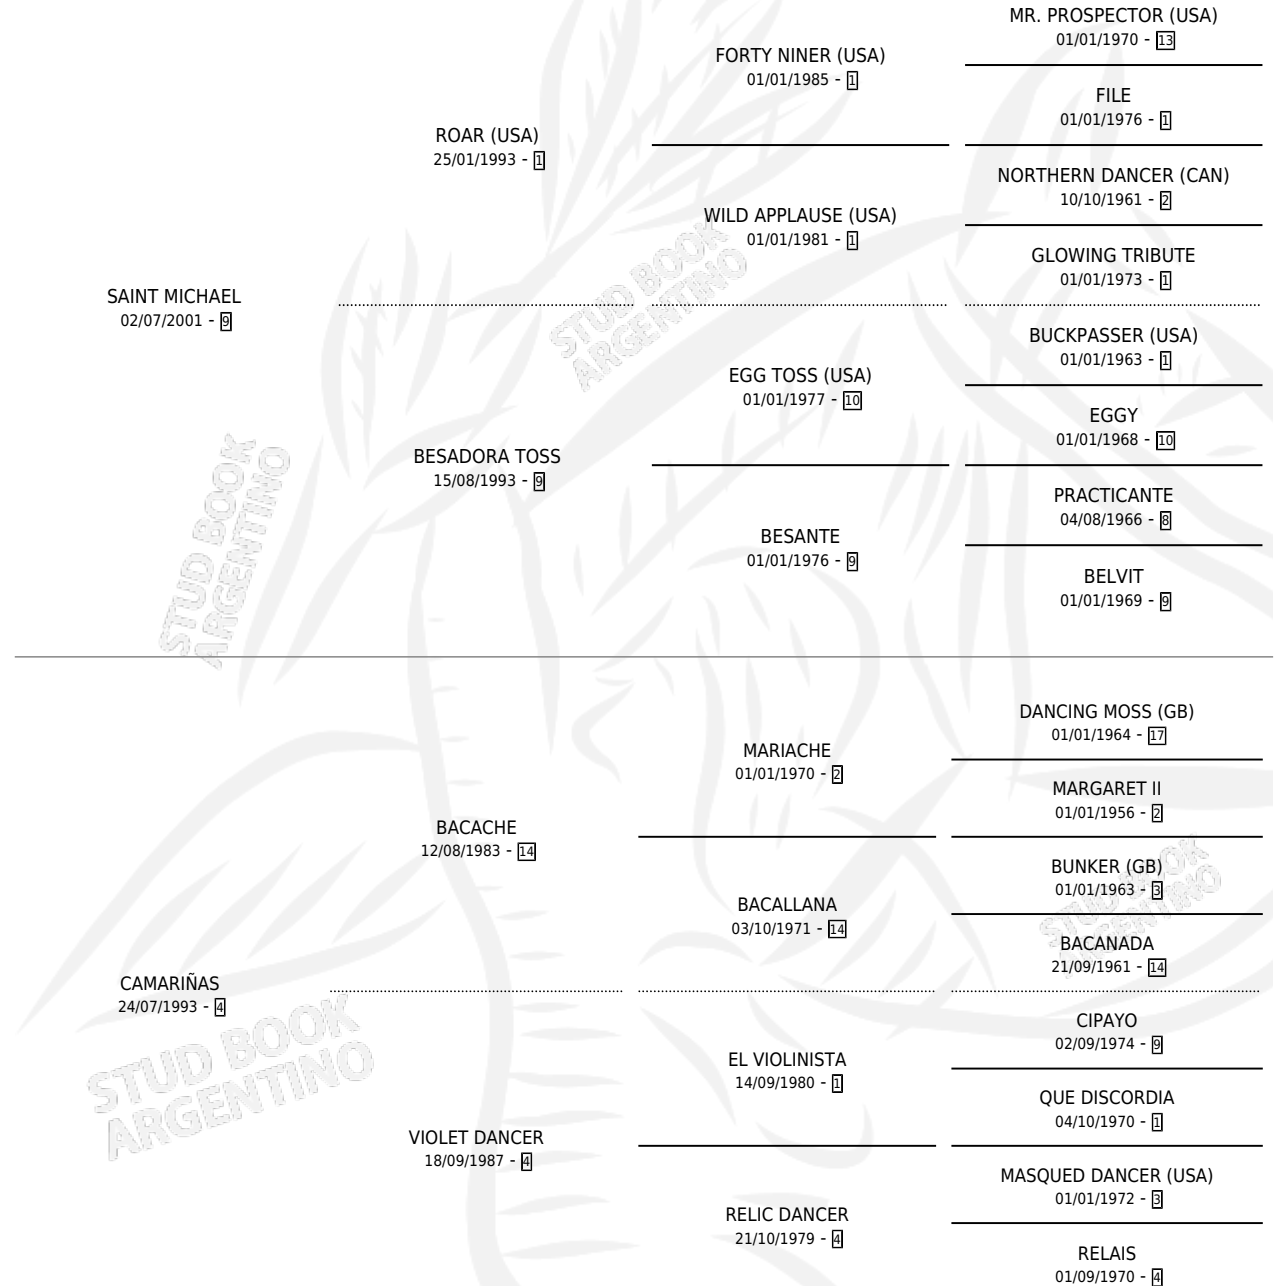 MR. PROSPECTOR (USA)
01/01/1970 - 13
FORTY NINER (USA)
01/01/1985 - 1
FILE
01/01/1976 - 1
ROAR (USA)
25/01/1993 - 1
NORTHERN DANCER (CAN)
10/10/1961 - 2
WILD APPLAUSE (USA)
01/01/1981 - 1
GLOWING TRIBUTE
01/01/1973 - 1
SAINT MICHAEL
02/07/2001 - 9
BUCKPASSER (USA)
01/01/1963 - 1
EGG TOSS (USA)
01/01/1977 - 10
EGGY
01/01/1968 - 10
BESADORA TOSS
15/08/1993 - 9
PRACTICANTE
04/08/1966 - 8
BESANTE
01/01/1976 - 9
BELVIT
01/01/1969 - 9
STUD BOOK
ARGENTINO
STUD BOOK
ARGENTINO
DANCING MOSS (GB)
01/01/1964 - 17
MARIACHE
01/01/1970 - 2
MARGARET II
01/01/1956 - 2
BACACHE
12/08/1983 - 14
BUNKER (GB)
01/01/1963 - 3
BACALLANA
03/10/1971 - 14
BACANADA
21/09/1961 - 14
CAMARIÑAS
24/07/1993 - 4
CIPAYO
02/09/1974 - 9
EL VIOLINISTA
14/09/1980 - 1
QUE DISCORDIA
04/10/1970 - 1
VIOLET DANCER
18/09/1987 - 4
MASQUED DANCER (USA)
01/01/1972 - 3
RELIC DANCER
21/10/1979 - 4
RELAIS
01/09/1970 - 4
STUD BOOK
ARGENTINO
STUD BOOK
ARGENTINO